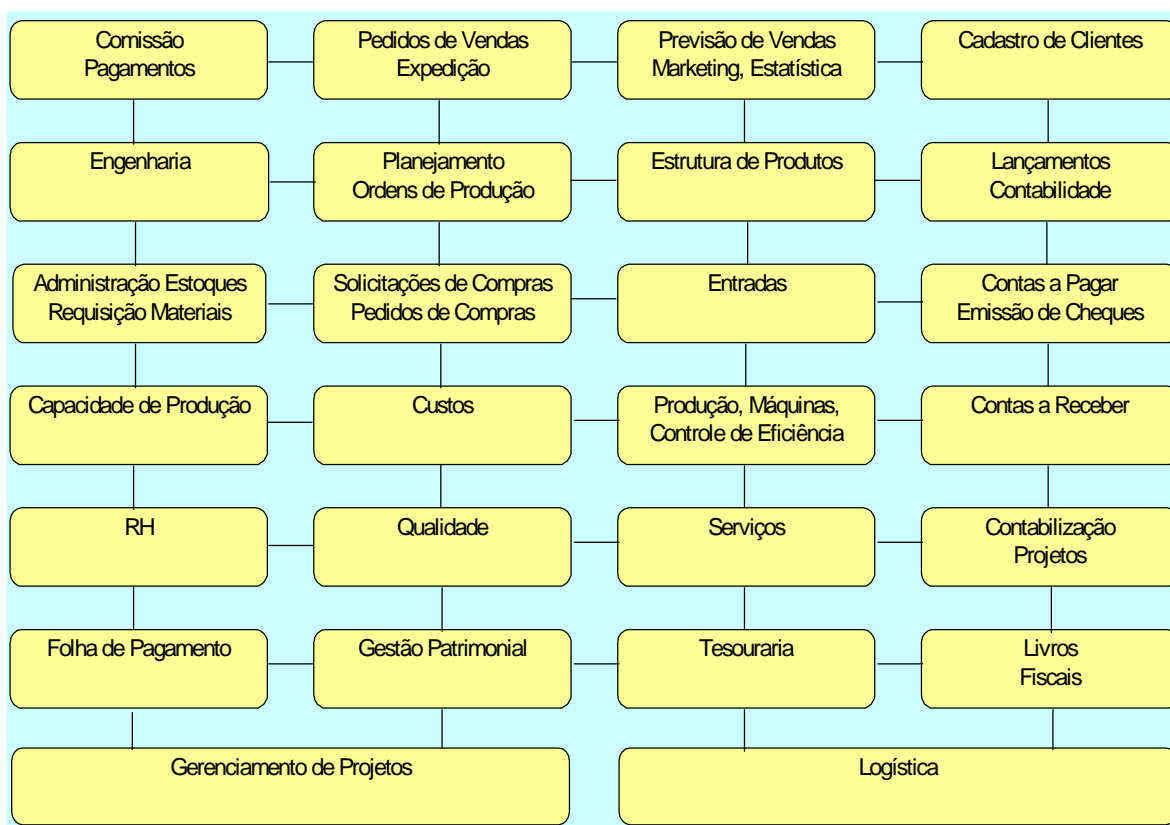 Comissão
Pagamentos
Pedidos de Vendas
Expedição
Previsão de Vendas
Marketing, Estatística
Cadastro de Clientes
Engenharia
Planejamento
Ordens de Produção
Estrutura de Produtos
Lançamentos
Contabilidade
Administração Estoques
Requisição Materiais
Solicitações de Compras
Pedidos de Compras
Entradas
Contas a Pagar
Emissão de Cheques
Capacidade de Produção
Custos
Produção, Máquinas,
Controle de Eficiência
Contas a Receber
RH
Qualidade
Serviços
Contabilização
Projetos
Folha de Pagamento
Gestão Patrimonial
Tesouraria
Livros
Fiscais
Gerenciamento de Projetos
Logística